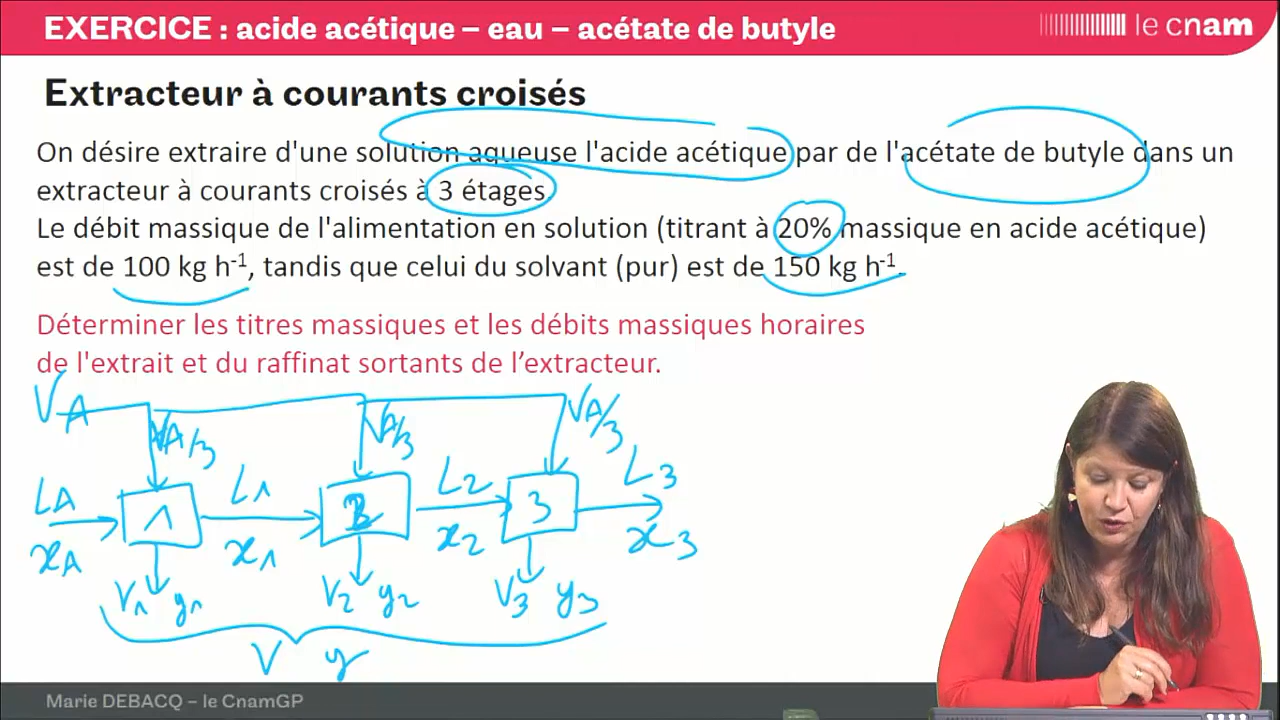 EXERCICE : acide acétique – eau – acétate de butyle
le cnam
Extracteur à courants croisés
On désire extraire d'une solution aqueuse l'acide acétique par de l'acétate de butyle dans un
extracteur à courants croisés à 3 étages
Le débit massique de l'alimentation en solution (titrant à 20% massique en acide acétique)
est de 100 kg h-1, tandis que celui du solvant (pur) est de 150 kg h-1.
Déterminer les titres massiques et les débits massiques horaires
de l'extrait et du raffinat sortants de l’extracteur.
VA
VA/3 VA/3 VA/3
LA 1 L1 2 L2 3 L3
xA x1 x2 x3
V1 y1 V2 y2 V3 y3
V y
Marie DEBACQ – le CnamGP